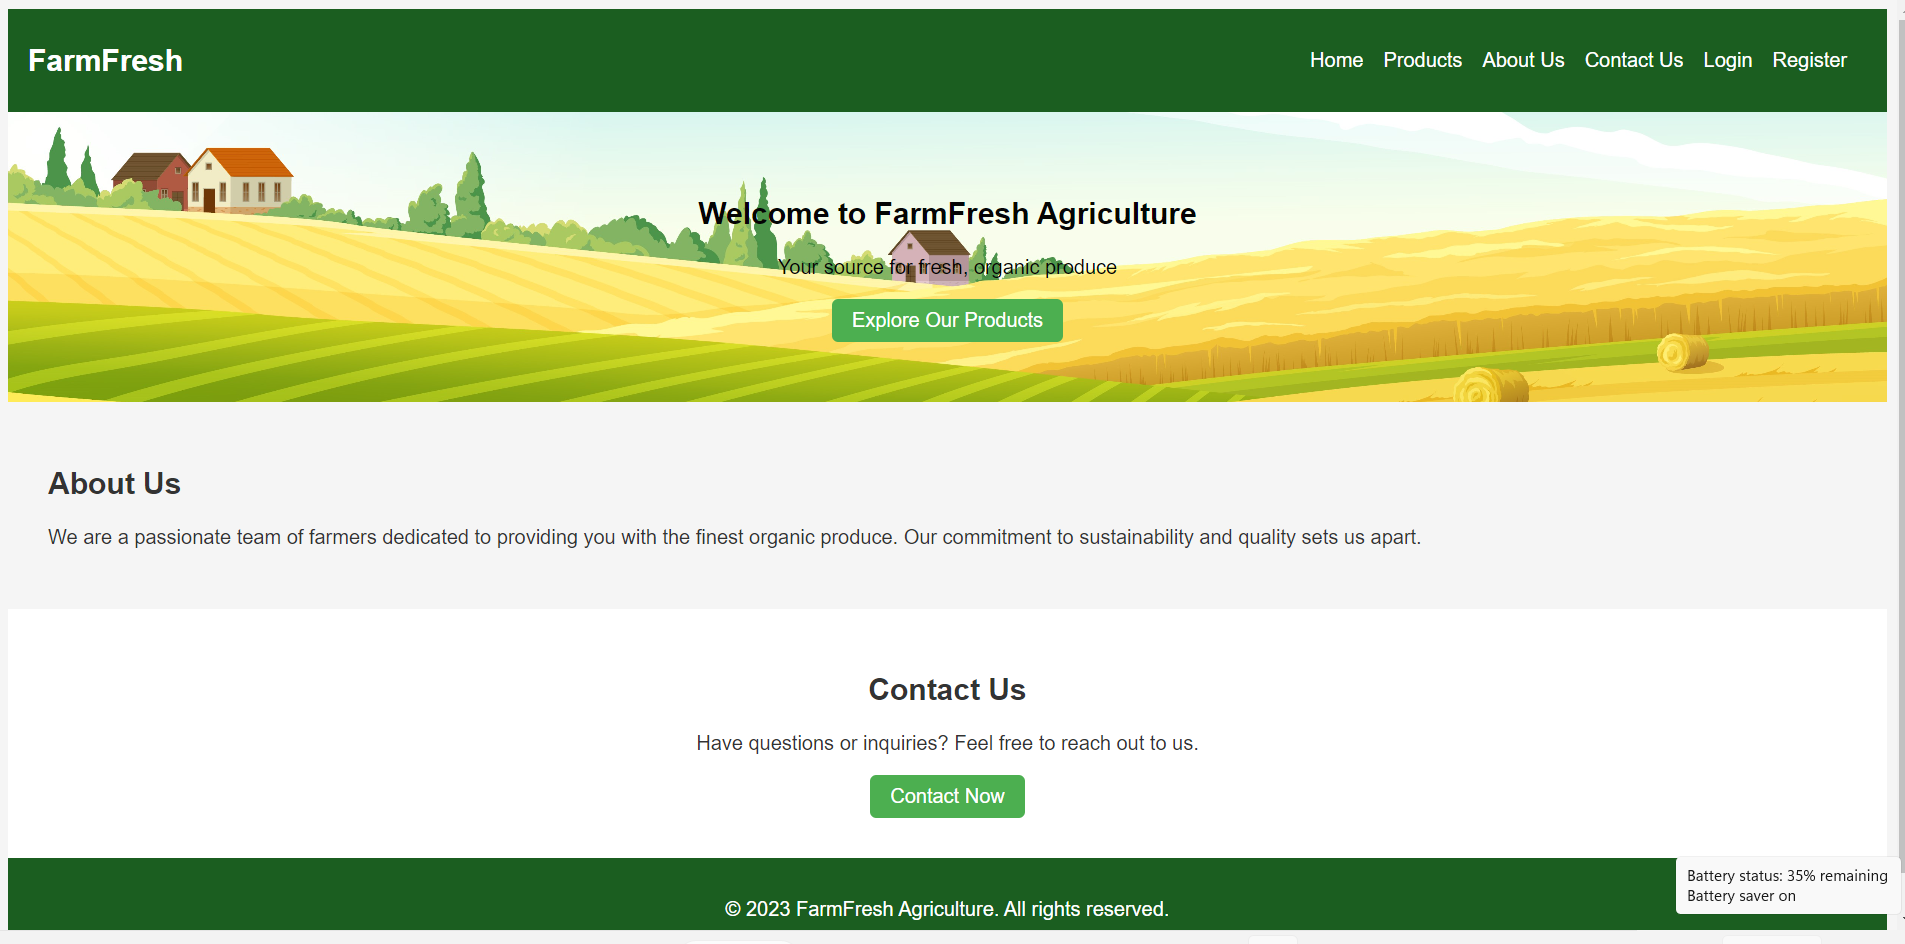 FarmFresh
Home Products About Us Contact Us Login Register
Welcome to FarmFresh Agriculture
Your source for fresh, organic produce
Explore Our Products
About Us
We are a passionate team of farmers dedicated to providing you with the finest organic produce. Our commitment to sustainability and quality sets us apart.
Contact Us
Have questions or inquiries? Feel free to reach out to us.
Contact Now
Battery status: 35% remaining
Battery saver on
© 2023 FarmFresh Agriculture. All rights reserved.